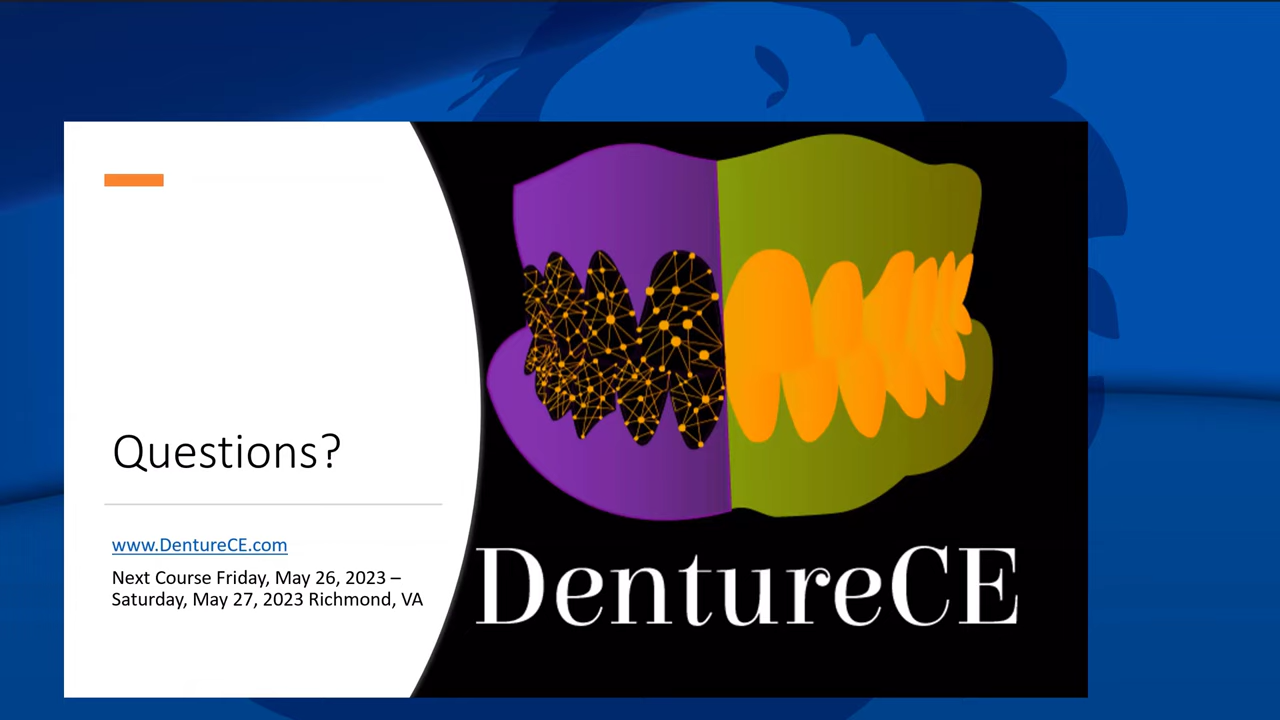 Questions?
www.DentureCE.com
Next Course Friday, May 26, 2023 –
Saturday, May 27, 2023 Richmond, VA
DentureCE